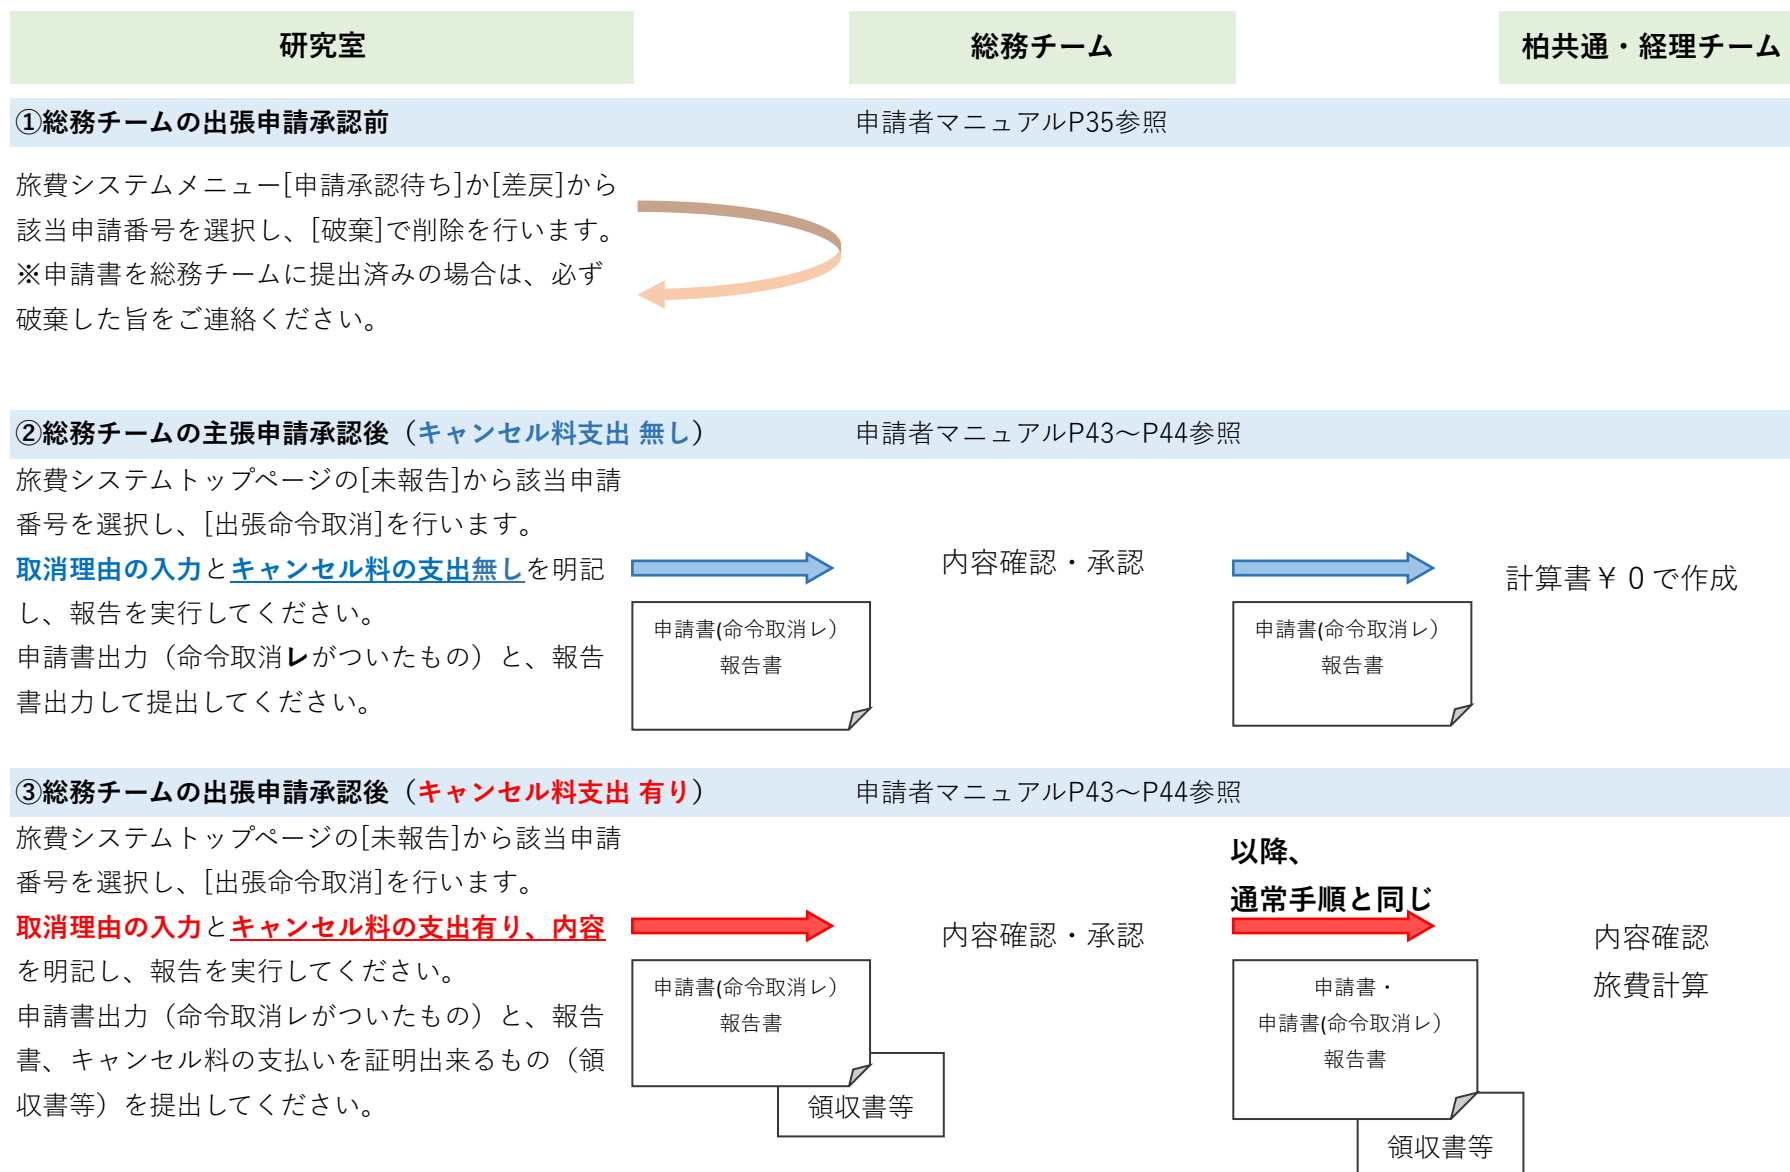 研究室
総務チーム
柏共通・経理チーム
①総務チームの出張申請承認前
申請者マニュアルP35参照
旅費システムメニュー[申請承認待ち]か[差戻]から
該当申請番号を選択し、[破棄]で削除を行います。
※申請書を総務チームに提出済みの場合は、必ず
破棄した旨をご連絡ください。
②総務チームの主張申請承認後（キャンセル料支出 無し）
申請者マニュアルP43～P44参照
旅費システムトップページの[未報告]から該当申請
番号を選択し、[出張命令取消]を行います。
取消理由の入力とキャンセル料の支出無しを明記
し、報告を実行してください。
申請書出力（命令取消レがついたもの）と、報告
書出力して提出してください。
申請書(命令取消レ）
報告書
内容確認・承認
申請書(命令取消レ）
報告書
計算書￥０で作成
③総務チームの出張申請承認後（キャンセル料支出 有り）
申請者マニュアルP43～P44参照
旅費システムトップページの[未報告]から該当申請
番号を選択し、[出張命令取消]を行います。
取消理由の入力とキャンセル料の支出有り、内容
を明記し、報告を実行してください。
申請書出力（命令取消レがついたもの）と、報告
書、キャンセル料の支払いを証明出来るもの（領
収書等）を提出してください。
申請書(命令取消レ）
報告書
領収書等
内容確認・承認
以降、
通常手順と同じ
申請書・
申請書(命令取消レ）
報告書
領収書等
内容確認
旅費計算